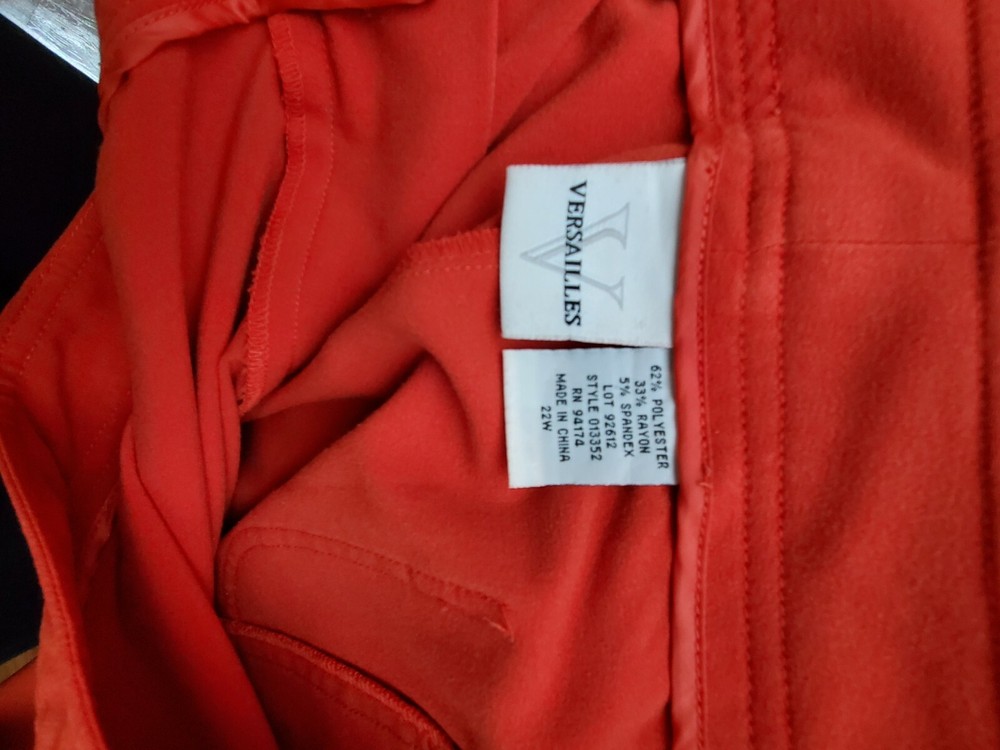 V
VERSAILLES
62% POLYESTER
33% RAYON
5% SPANDEX
LOT 92612
STYLE 013352
RN 94174
MADE IN CHINA
22W